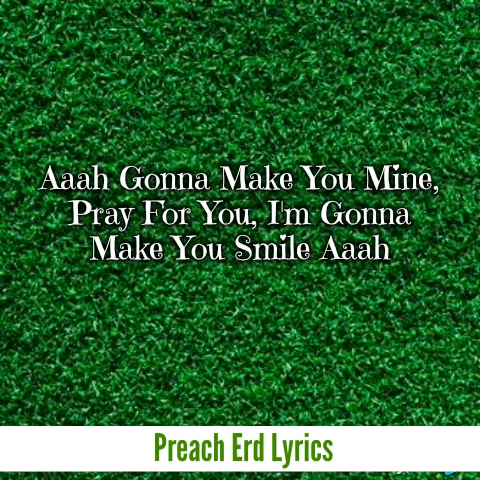 Aaah Gonna Make You Mine,
Pray For You, I'm Gonna
Make You Smile Aaah
Preach Erd Lyrics